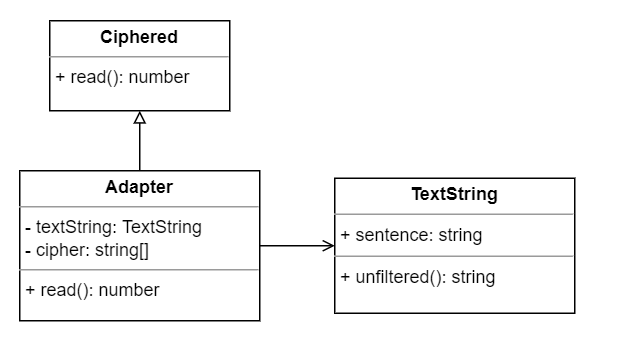 Ciphered
+ read(): number
Adapter
- textString: TextString
- cipher: string[]
+ read(): number
TextString
+ sentence: string
+ unfiltered(): string